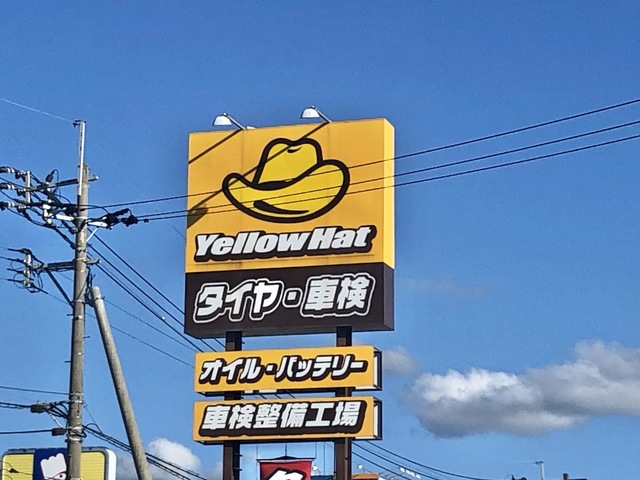 YellowHat
タイヤ・車検
オイル・バッテリー
車検整備工場